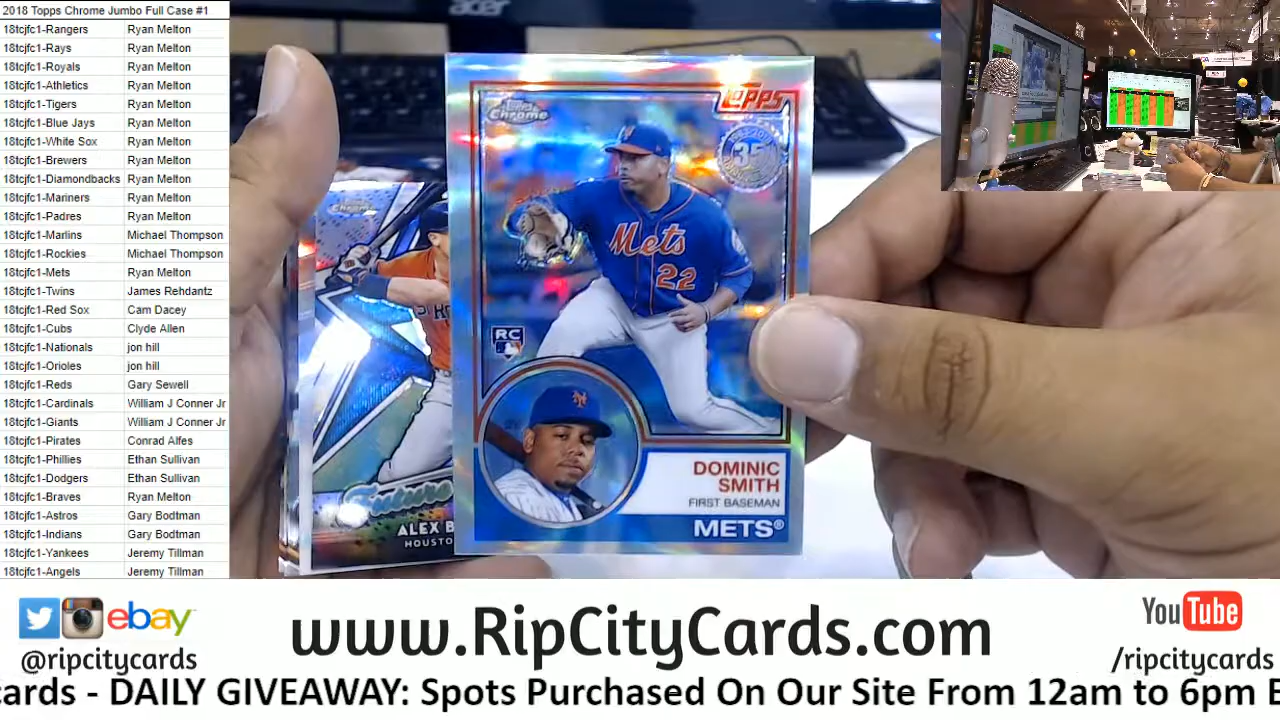 2018 Topps Chrome Jumbo Full Case #1
18tcjfc1-Rangers Ryan Melton
18tcjfc1-Rays Ryan Melton
18tcjfc1-Royals Ryan Melton
18tcjfc1-Athletics Ryan Melton
18tcjfc1-Tigers Ryan Melton
18tcjfc1-Blue Jays Ryan Melton
18tcjfc1-White Sox Ryan Melton
18tcjfc1-Brewers Ryan Melton
18tcjfc1-Diamondbacks Ryan Melton
18tcjfc1-Mariners Ryan Melton
18tcjfc1-Padres Ryan Melton
18tcjfc1-Marlins Michael Thompson
18tcjfc1-Rockies Michael Thompson
18tcjfc1-Mets Ryan Melton
18tcjfc1-Twins James Rehdantz
18tcjfc1-Red Sox Cam Dacey
18tcjfc1-Cubs Clyde Allen
18tcjfc1-Nationals jon hill
18tcjfc1-Orioles jon hill
18tcjfc1-Reds Gary Sewell
18tcjfc1-Cardinals William J Conner Jr
18tcjfc1-Giants William J Conner Jr
18tcjfc1-Pirates Conrad Alfes
18tcjfc1-Phillies Ethan Sullivan
18tcjfc1-Dodgers Ethan Sullivan
18tcjfc1-Braves Ryan Melton
18tcjfc1-Astros Gary Bodtman
18tcjfc1-Indians Gary Bodtman
18tcjfc1-Yankees Jeremy Tillman
18tcjfc1-Angels Jeremy Tillman
acer
Topps
Chrome
Topps
35
Mets
22
RC
DOMINIC
SMITH
FIRST BASEMAN
METS®
Future
ALEX B
HOUSTO
ebay
@ripcitycards
www.RipCityCards.com
YouTube
/ripcitycards
cards - DAILY GIVEAWAY: Spots Purchased On Our Site From 12am to 6pm E